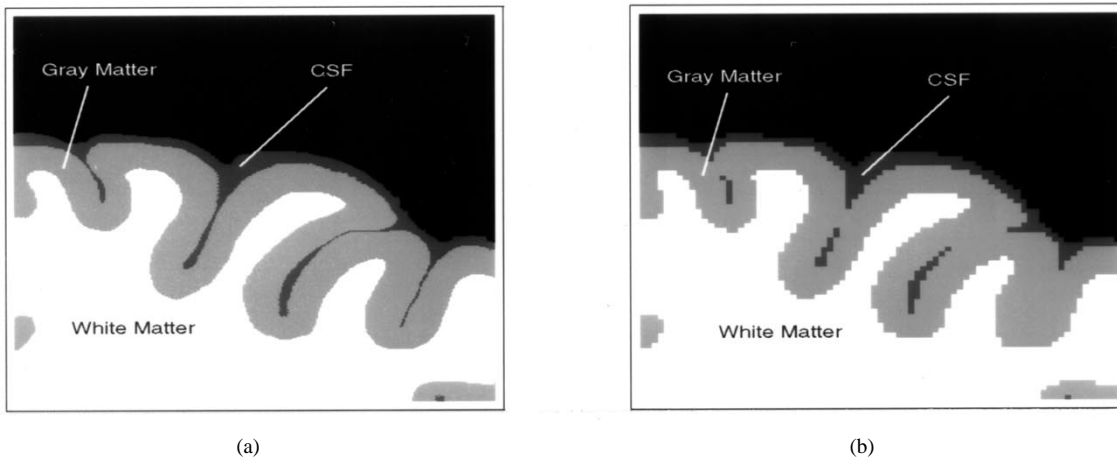 Gray Matter
CSF
White Matter
(a)
Gray Matter
CSF
White Matter
(b)